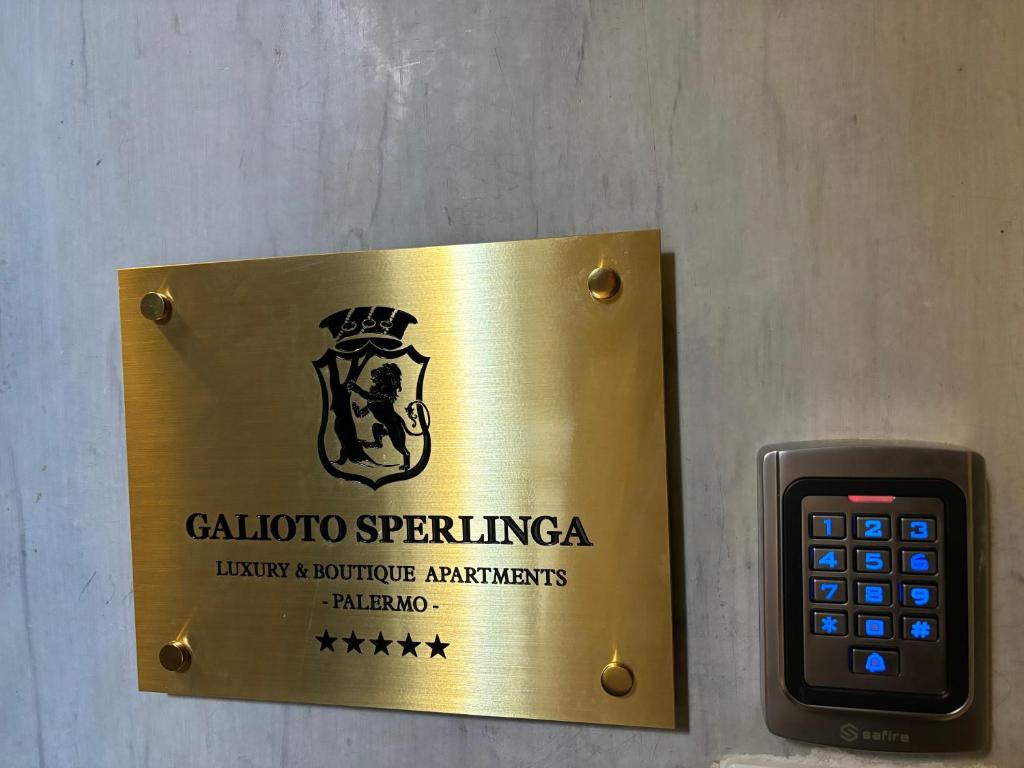 GALIOTO SPERLINGA
LUXURY & BOUTIQUE APARTMENTS
- PALERMO -
★★★★★
1 2 3
4 5 6
7 8 9
* 0 #
safire